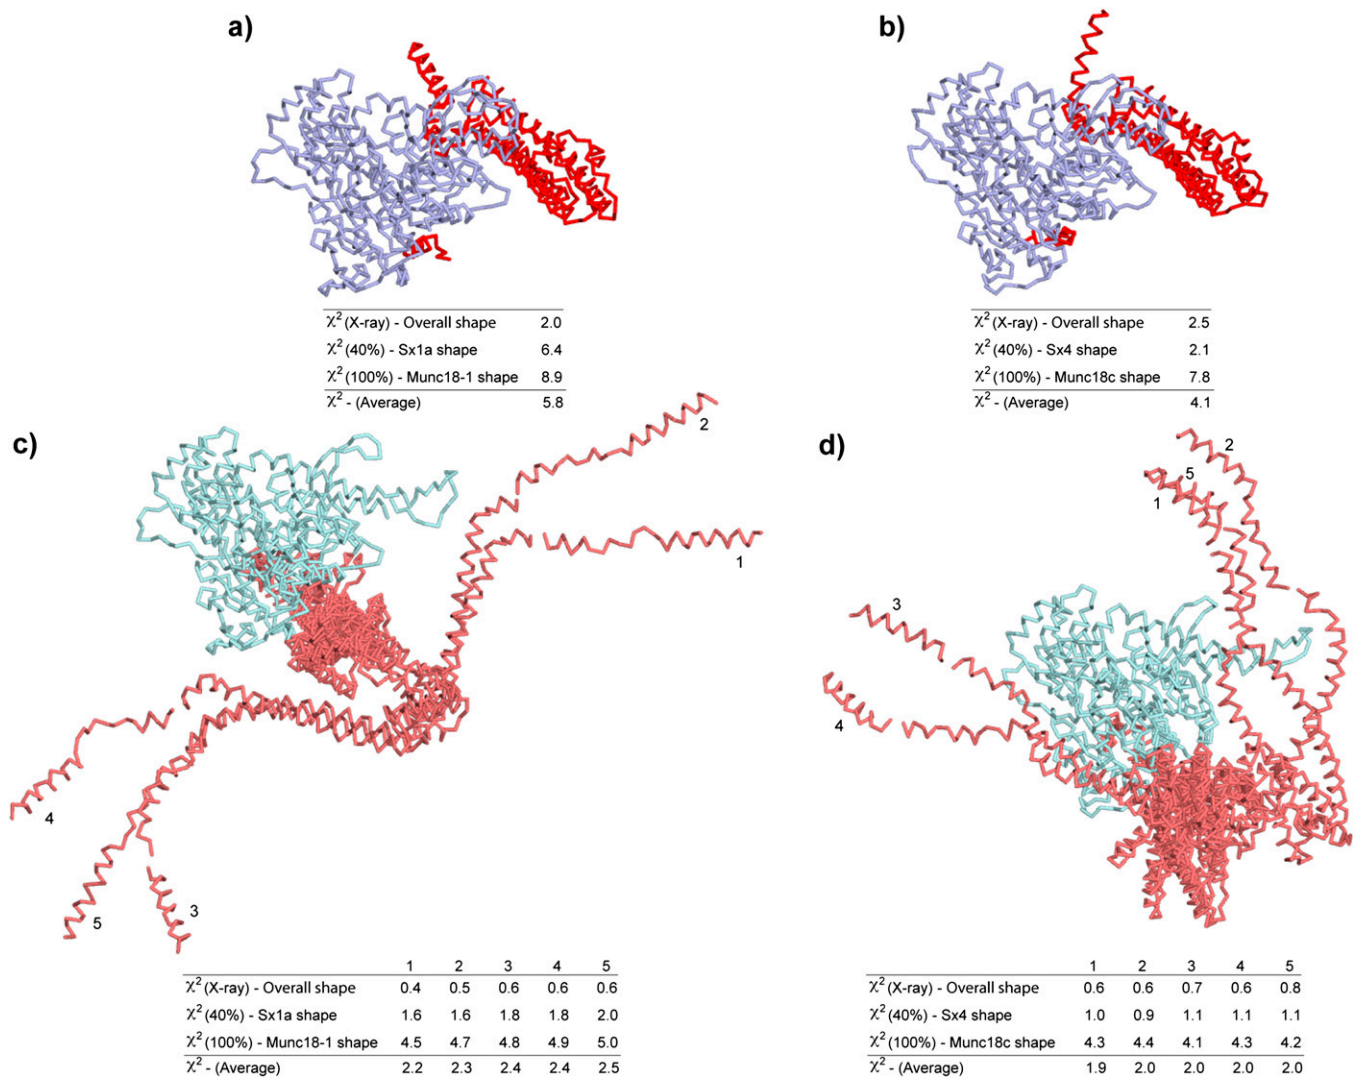 a)
b)
χ² (X-ray) - Overall shape 2.0
χ² (40%) - Sx1a shape 6.4
χ² (100%) - Munc18-1 shape 8.9
χ² - (Average) 5.8
χ² (X-ray) - Overall shape 2.5
χ² (40%) - Sx4 shape 2.1
χ² (100%) - Munc18c shape 7.8
χ² - (Average) 4.1
c)
2
1
4
5
3
1 2 3 4 5
χ² (X-ray) - Overall shape 0.4 0.5 0.6 0.6 0.6
χ² (40%) - Sx1a shape 1.6 1.6 1.8 1.8 2.0
χ² (100%) - Munc18-1 shape 4.5 4.7 4.8 4.9 5.0
χ² - (Average) 2.2 2.3 2.4 2.4 2.5
d)
2
5
1
3
4
1 2 3 4 5
χ² (X-ray) - Overall shape 0.6 0.6 0.7 0.6 0.8
χ² (40%) - Sx4 shape 1.0 0.9 1.1 1.1 1.1
χ² (100%) - Munc18c shape 4.3 4.4 4.1 4.3 4.2
χ² - (Average) 1.9 2.0 2.0 2.0 2.0